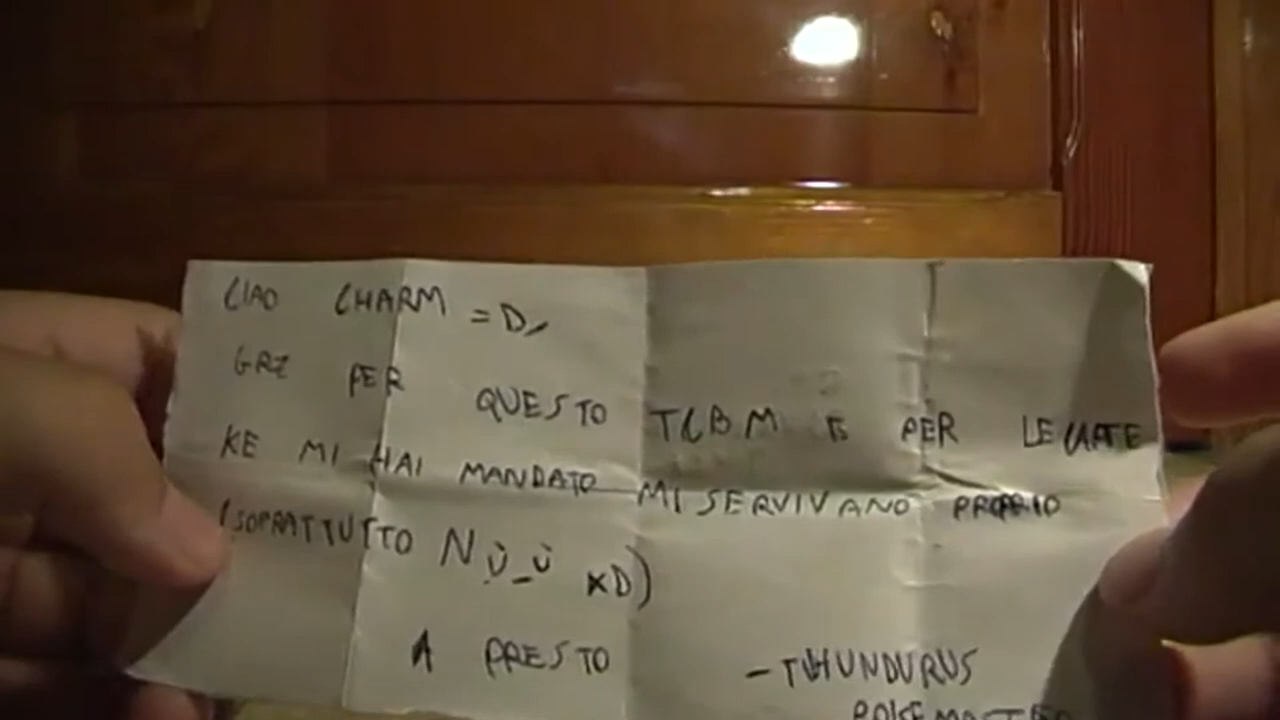 CIAO CHARM =D,
GRZ PER QUESTO TCBM E PER LE CARTE
KE MI HAI MANDATO MI SERVIVANO PROPRIO
(SOPRATTUTTO N ù_ù XD)
A PRESTO
-THUNDURUS
POKEMASTER